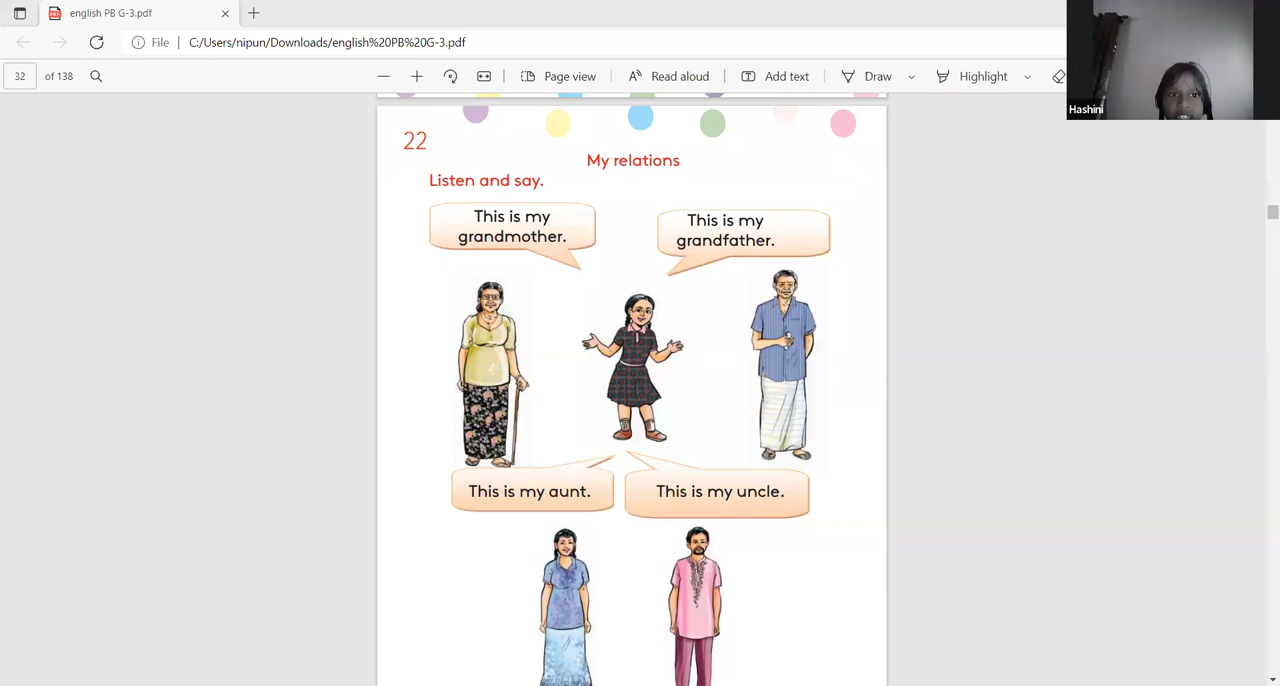 english PB G-3.pdf
File
C:/Users/nipun/Downloads/english%20PB%20G-3.pdf
32 of 138
Page view
Read aloud
Add text
Draw
Highlight
Hashini
22
My relations
Listen and say.
This is my
grandmother.
This is my
grandfather.
This is my aunt.
This is my uncle.